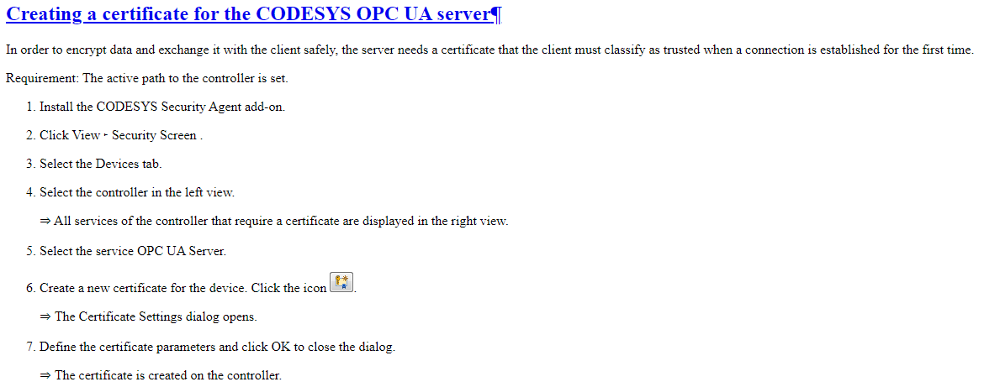 Creating a certificate for the CODESYS OPC UA server¶
In order to encrypt data and exchange it with the client safely, the server needs a certificate that the client must classify as trusted when a connection is established for the first time.
Requirement: The active path to the controller is set.
1. Install the CODESYS Security Agent add-on.
2. Click View ‣ Security Screen .
3. Select the Devices tab.
4. Select the controller in the left view.
⇒ All services of the controller that require a certificate are displayed in the right view.
5. Select the service OPC UA Server.
6. Create a new certificate for the device. Click the icon .
⇒ The Certificate Settings dialog opens.
7. Define the certificate parameters and click OK to close the dialog.
⇒ The certificate is created on the controller.